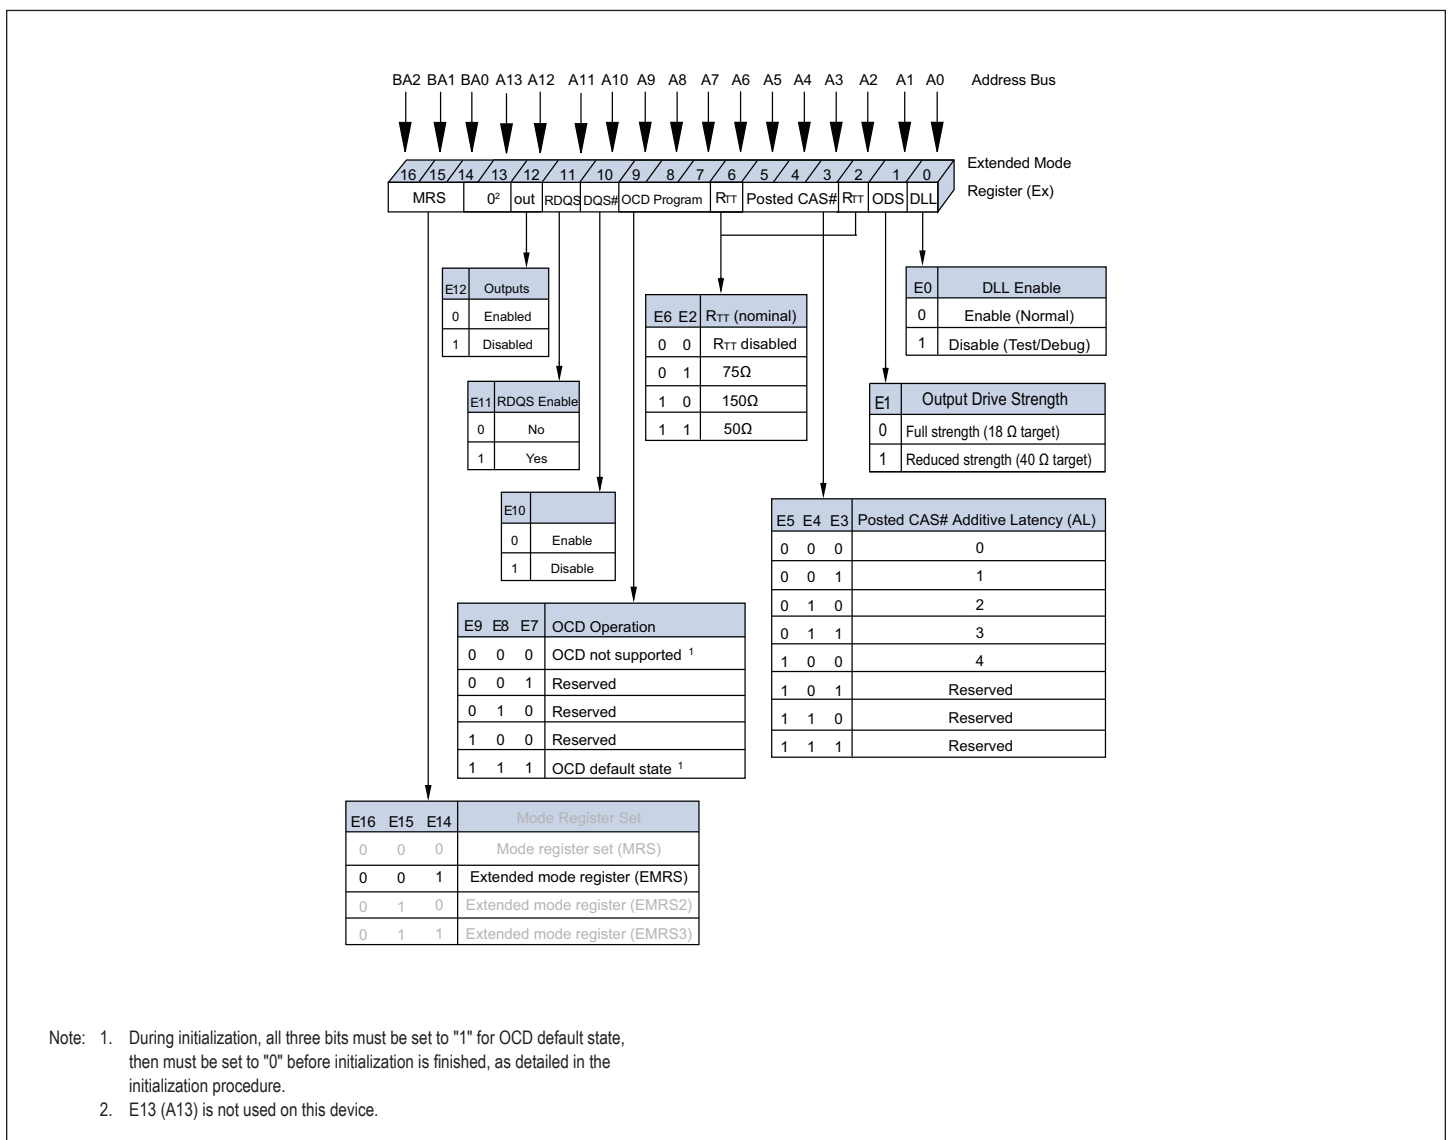 BA2 BA1 BA0 A13 A12 A11 A10 A9 A8 A7 A6 A5 A4 A3 A2 A1 A0 Address Bus
16 15 14 13 12 11 10 9 8 7 6 5 4 3 2 1 0 Extended Mode
Register (Ex)
MRS 0² out RDQS DQS# OCD Program RTT Posted CAS# RTT ODS DLL
E12 Outputs
0 Enabled
1 Disabled
E11 RDQS Enable
0 No
1 Yes
E10
0 Enable
1 Disable
E9 E8 E7 OCD Operation
0 0 0 OCD not supported ¹
0 0 1 Reserved
0 1 0 Reserved
1 0 0 Reserved
1 1 1 OCD default state ¹
E6 E2 RTT (nominal)
0 0 RTT disabled
0 1 75Ω
1 0 150Ω
1 1 50Ω
E0 DLL Enable
0 Enable (Normal)
1 Disable (Test/Debug)
E1 Output Drive Strength
0 Full strength (18 Ω target)
1 Reduced strength (40 Ω target)
E5 E4 E3 Posted CAS# Additive Latency (AL)
0 0 0 0
0 0 1 1
0 1 0 2
0 1 1 3
1 0 0 4
1 0 1 Reserved
1 1 0 Reserved
1 1 1 Reserved
E16 E15 E14 Mode Register Set
0 0 0 Mode register set (MRS)
0 0 1 Extended mode register (EMRS)
0 1 0 Extended mode register (EMRS2)
0 1 1 Extended mode register (EMRS3)
Note: 1. During initialization, all three bits must be set to "1" for OCD default state,
then must be set to "0" before initialization is finished, as detailed in the
initialization procedure.
2. E13 (A13) is not used on this device.